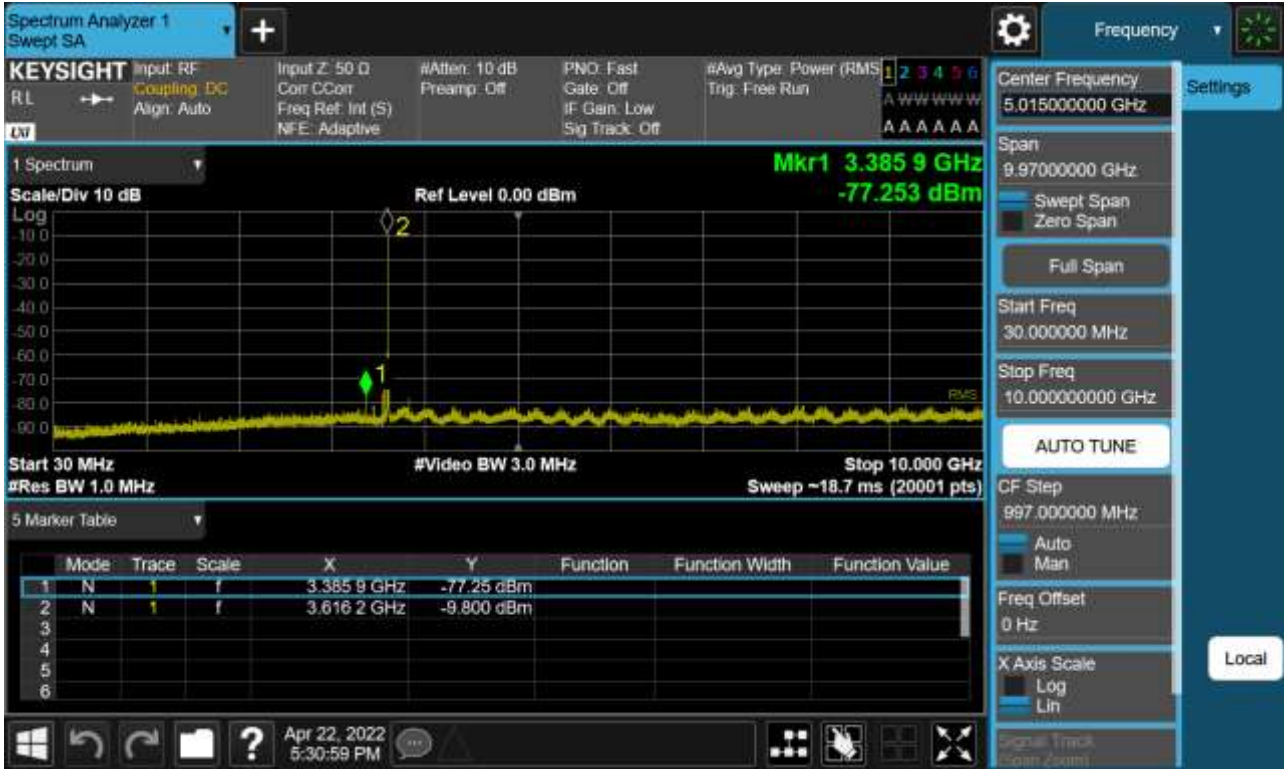 Spectrum Analyzer 1
Swept SA
+
Frequency
KEYSIGHT
RL
LXI
Input: RF
Coupling: DC
Align: Auto
Input Z: 50 Ω
Corr CCorr
Freq Ref: Int (S)
NFE: Adaptive
#Atten: 10 dB
Preamp: Off
PNO: Fast
Gate: Off
IF Gain: Low
Sig Track: Off
#Avg Type: Power (RMS
Trig: Free Run
1 2 3 4 5 6
A W W W W W
A A A A A A
1 Spectrum
Scale/Div 10 dB
Ref Level 0.00 dBm
Mkr1 3.385 9 GHz
-77.253 dBm
Log
-10.0
-20.0
-30.0
-40.0
-50.0
-60.0
-70.0
-80.0
-90.0
2
1
RMS
Start 30 MHz
#Res BW 1.0 MHz
#Video BW 3.0 MHz
Stop 10.000 GHz
Sweep ~18.7 ms (20001 pts)
5 Marker Table
Mode Trace Scale X Y Function Function Width Function Value
1 N 1 f 3.385 9 GHz -77.25 dBm
2 N 1 f 3.616 2 GHz -9.800 dBm
3
4
5
6
?
Apr 22, 2022
5:30:59 PM
Center Frequency
5.015000000 GHz
Settings
Span
9.97000000 GHz
Swept Span
Zero Span
Full Span
Start Freq
30.000000 MHz
Stop Freq
10.000000000 GHz
AUTO TUNE
CF Step
997.000000 MHz
Auto
Man
Freq Offset
0 Hz
X Axis Scale
Log
Lin
Signal Track
(Span Zoom)
Local